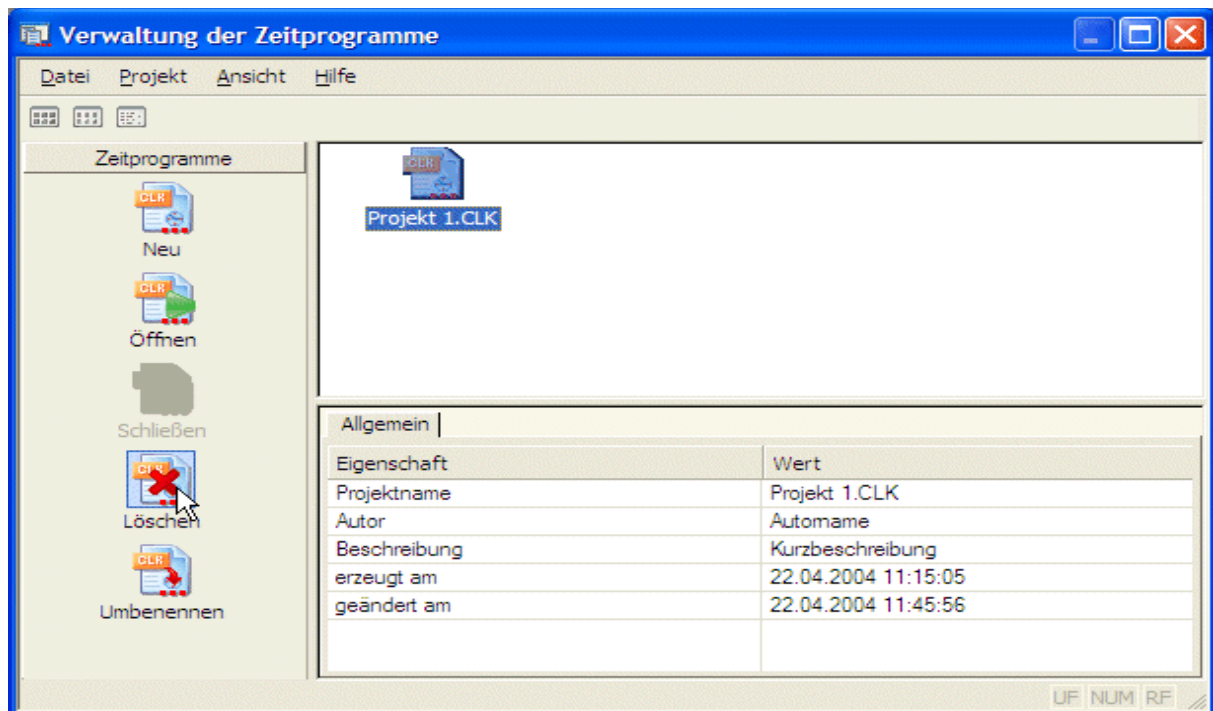 Verwaltung der Zeitprogramme
Datei Projekt Ansicht Hilfe
Zeitprogramme
CLK
Neu
CLK
Öffnen
Schließen
CLK
Löschen
CLK
Umbenennen
CLK
Projekt 1.CLK
Allgemein
Eigenschaft Wert
Projektname Projekt 1.CLK
Autor Autorname
Beschreibung Kurzbeschreibung
erzeugt am 22.04.2004 11:15:05
geändert am 22.04.2004 11:45:56
UF NUM RF